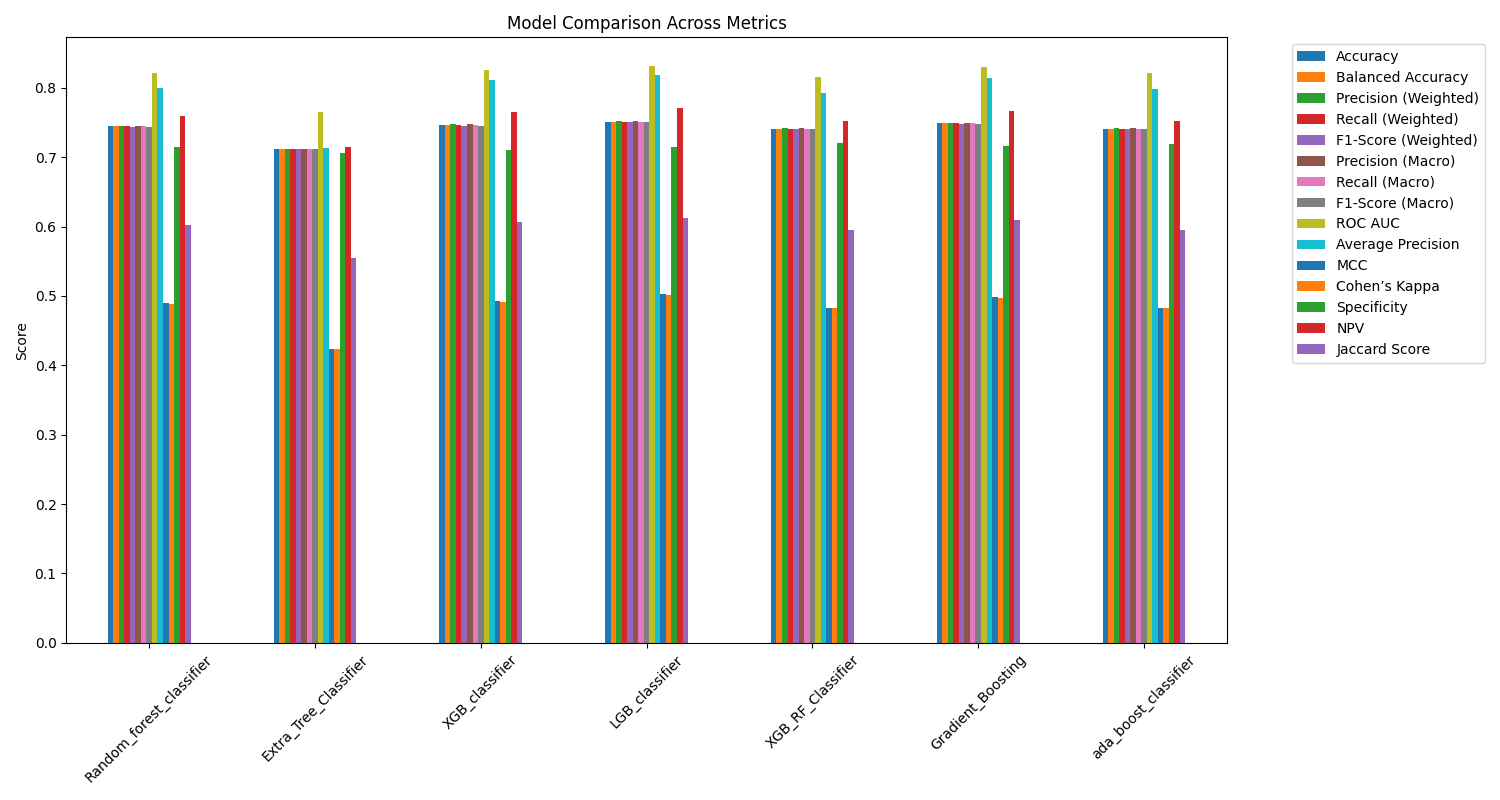 Model Comparison Across Metrics
Score
0.8
0.7
0.6
0.5
0.4
0.3
0.2
0.1
0.0
Random_forest_classifier
Extra_Tree_Classifier
XGB_classifier
LGB_classifier
XGB_RF_Classifier
Gradient_Boosting
ada_boost_classifier
Accuracy
Balanced Accuracy
Precision (Weighted)
Recall (Weighted)
F1-Score (Weighted)
Precision (Macro)
Recall (Macro)
F1-Score (Macro)
ROC AUC
Average Precision
MCC
Cohen’s Kappa
Specificity
NPV
Jaccard Score